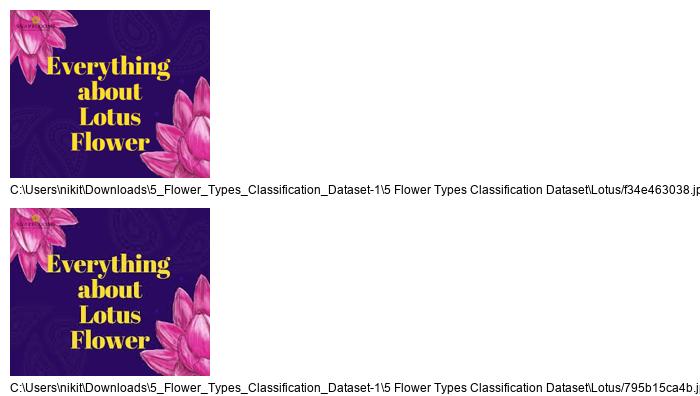 Everything
about
Lotus
Flower
C:\Users\nikit\Downloads\5_Flower_Types_Classification_Dataset-1\5 Flower Types Classification Dataset\Lotus/f34e463038.jp
Everything
about
Lotus
Flower
C:\Users\nikit\Downloads\5_Flower_Types_Classification_Dataset-1\5 Flower Types Classification Dataset\Lotus/795b15ca4b.j